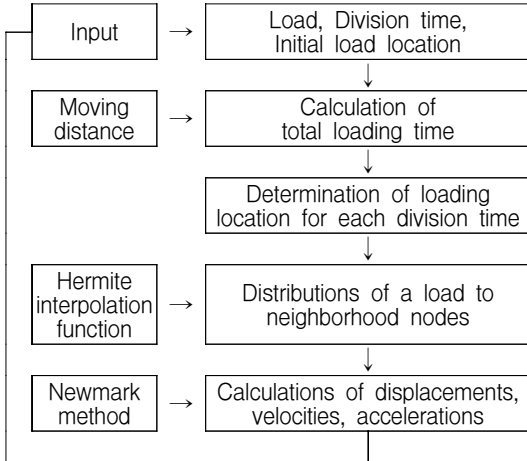 Input
Load, Division time,
Initial load location
Moving
distance
Calculation of
total loading time
Determination of loading
location for each division time
Hermite
interpolation
function
Distributions of a load to
neighborhood nodes
Newmark
method
Calculations of displacements,
velocities, accelerations